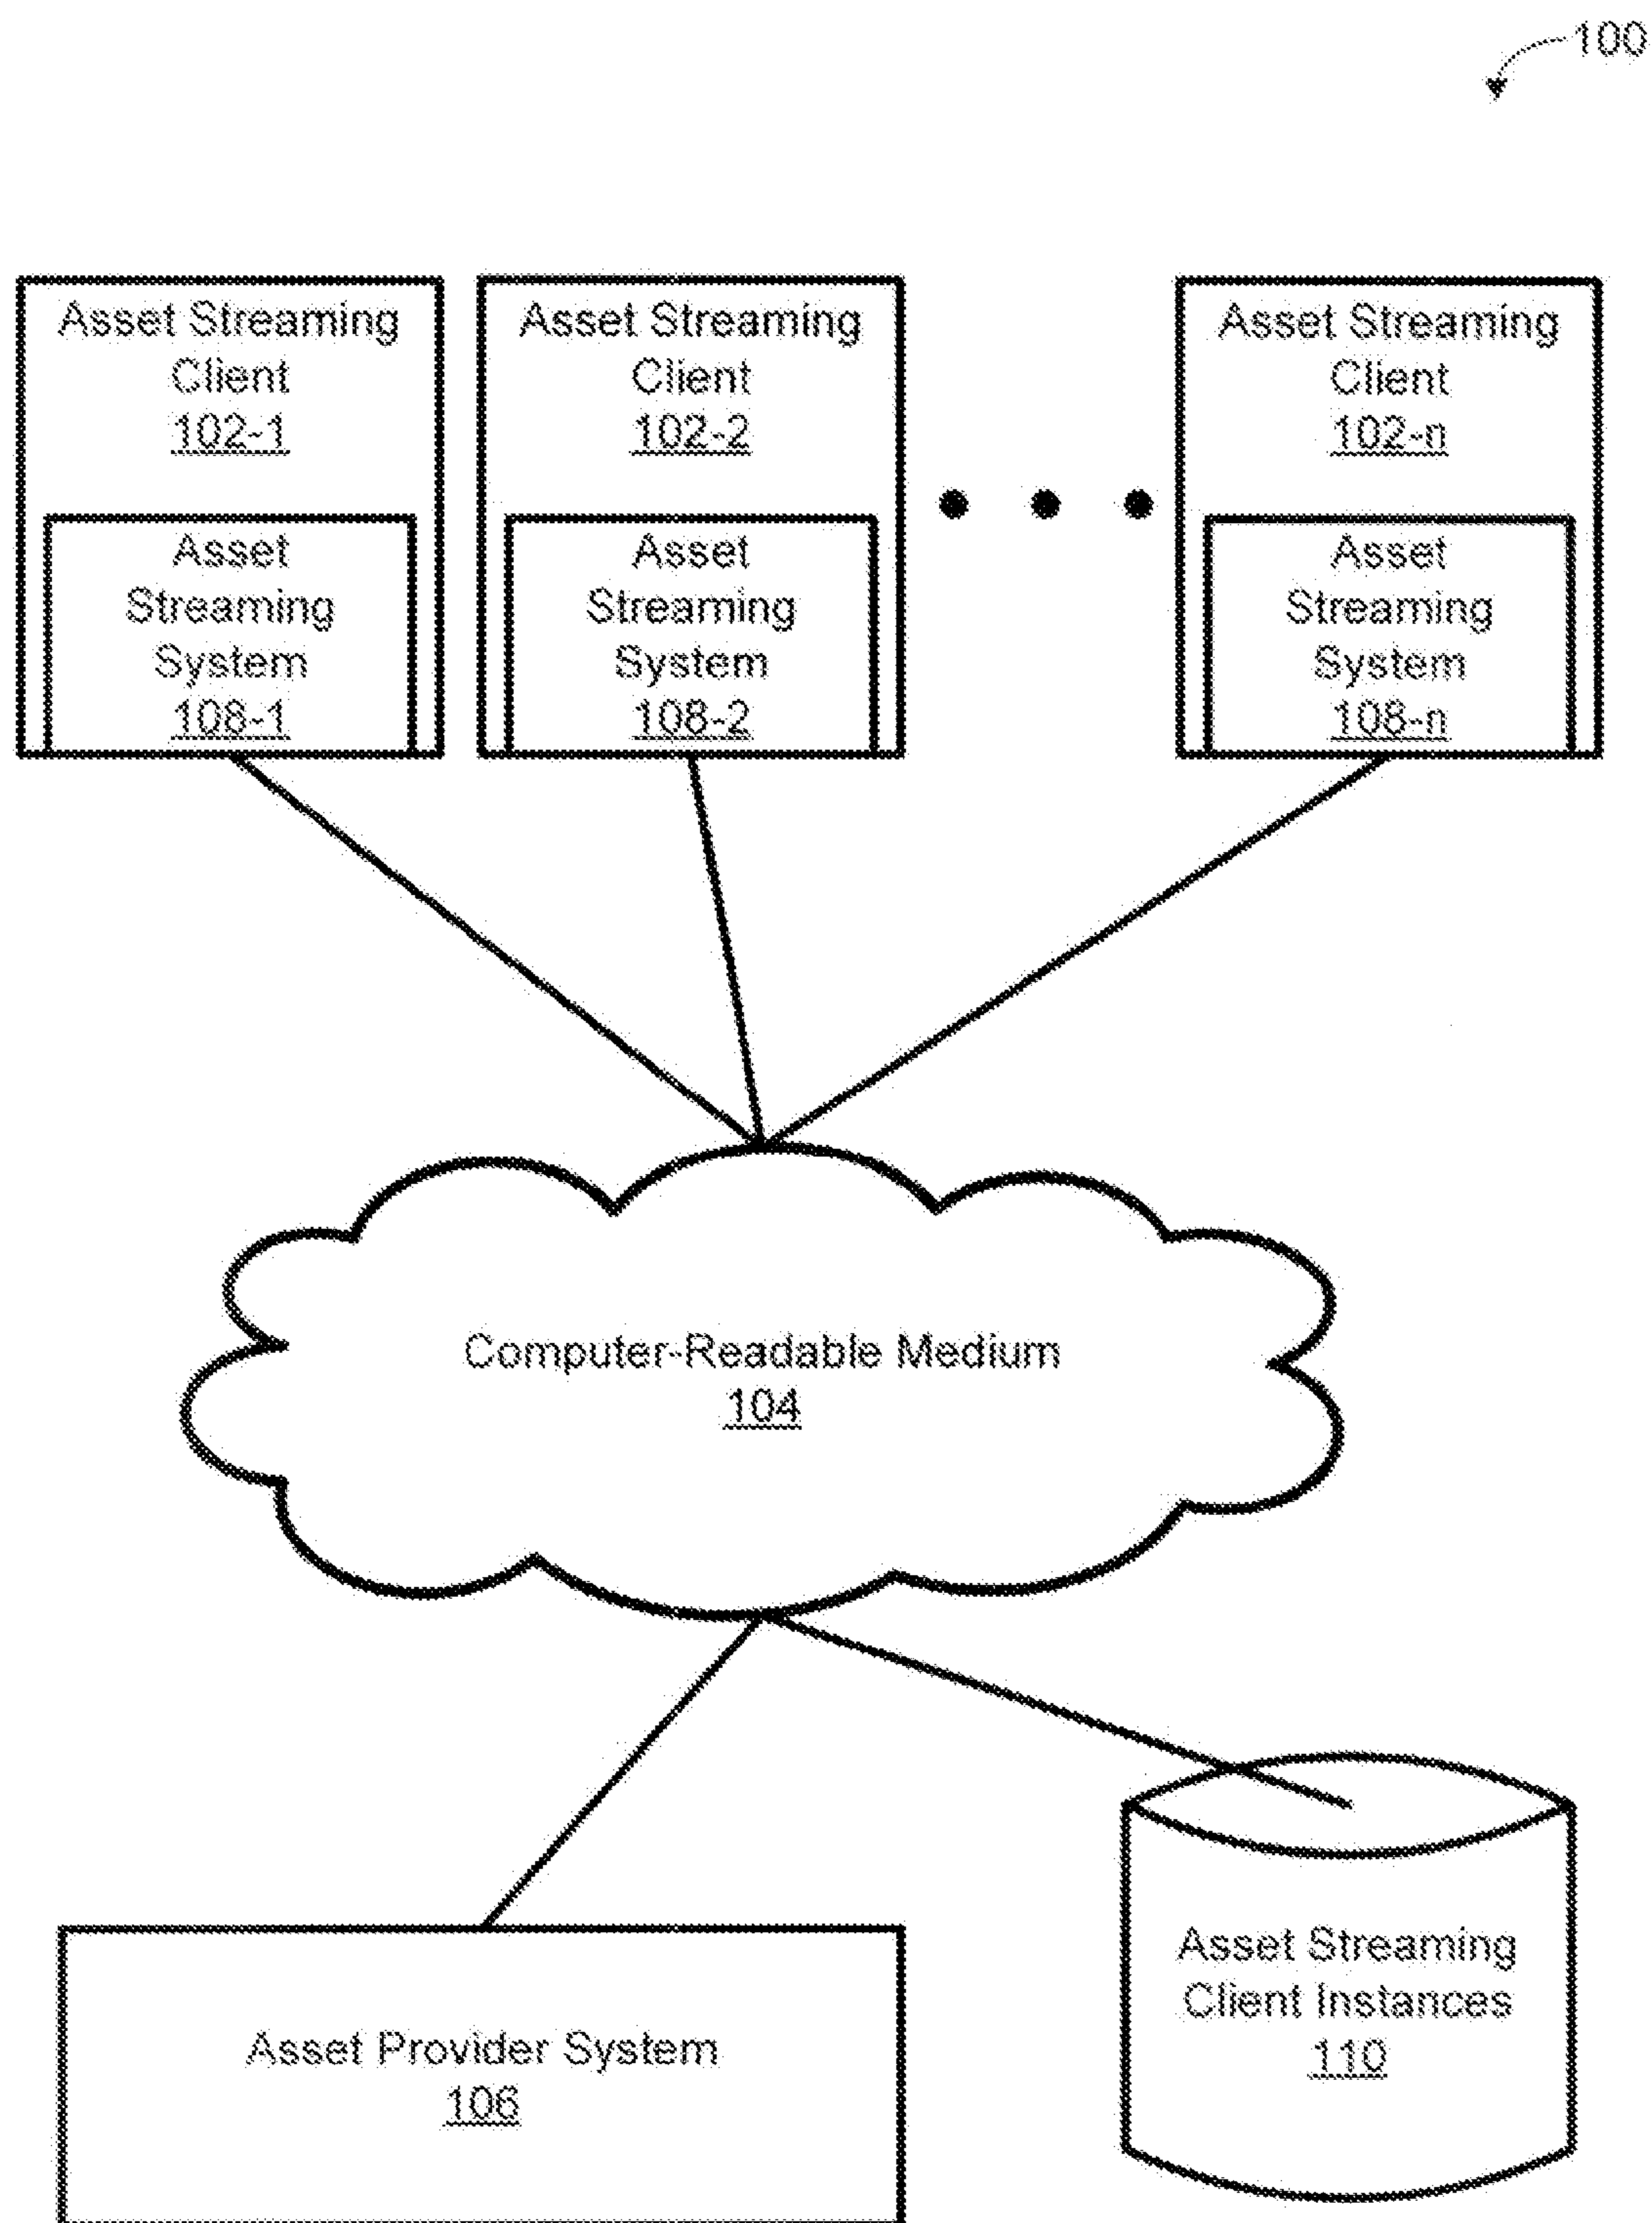 100
Asset Streaming
Client
102-1
Asset
Streaming
System
108-1
Asset Streaming
Client
102-2
Asset
Streaming
System
108-2
Asset Streaming
Client
102-n
Asset
Streaming
System
108-n
Computer-Readable Medium
104
Asset Provider System
106
Asset Streaming
Client Instances
110